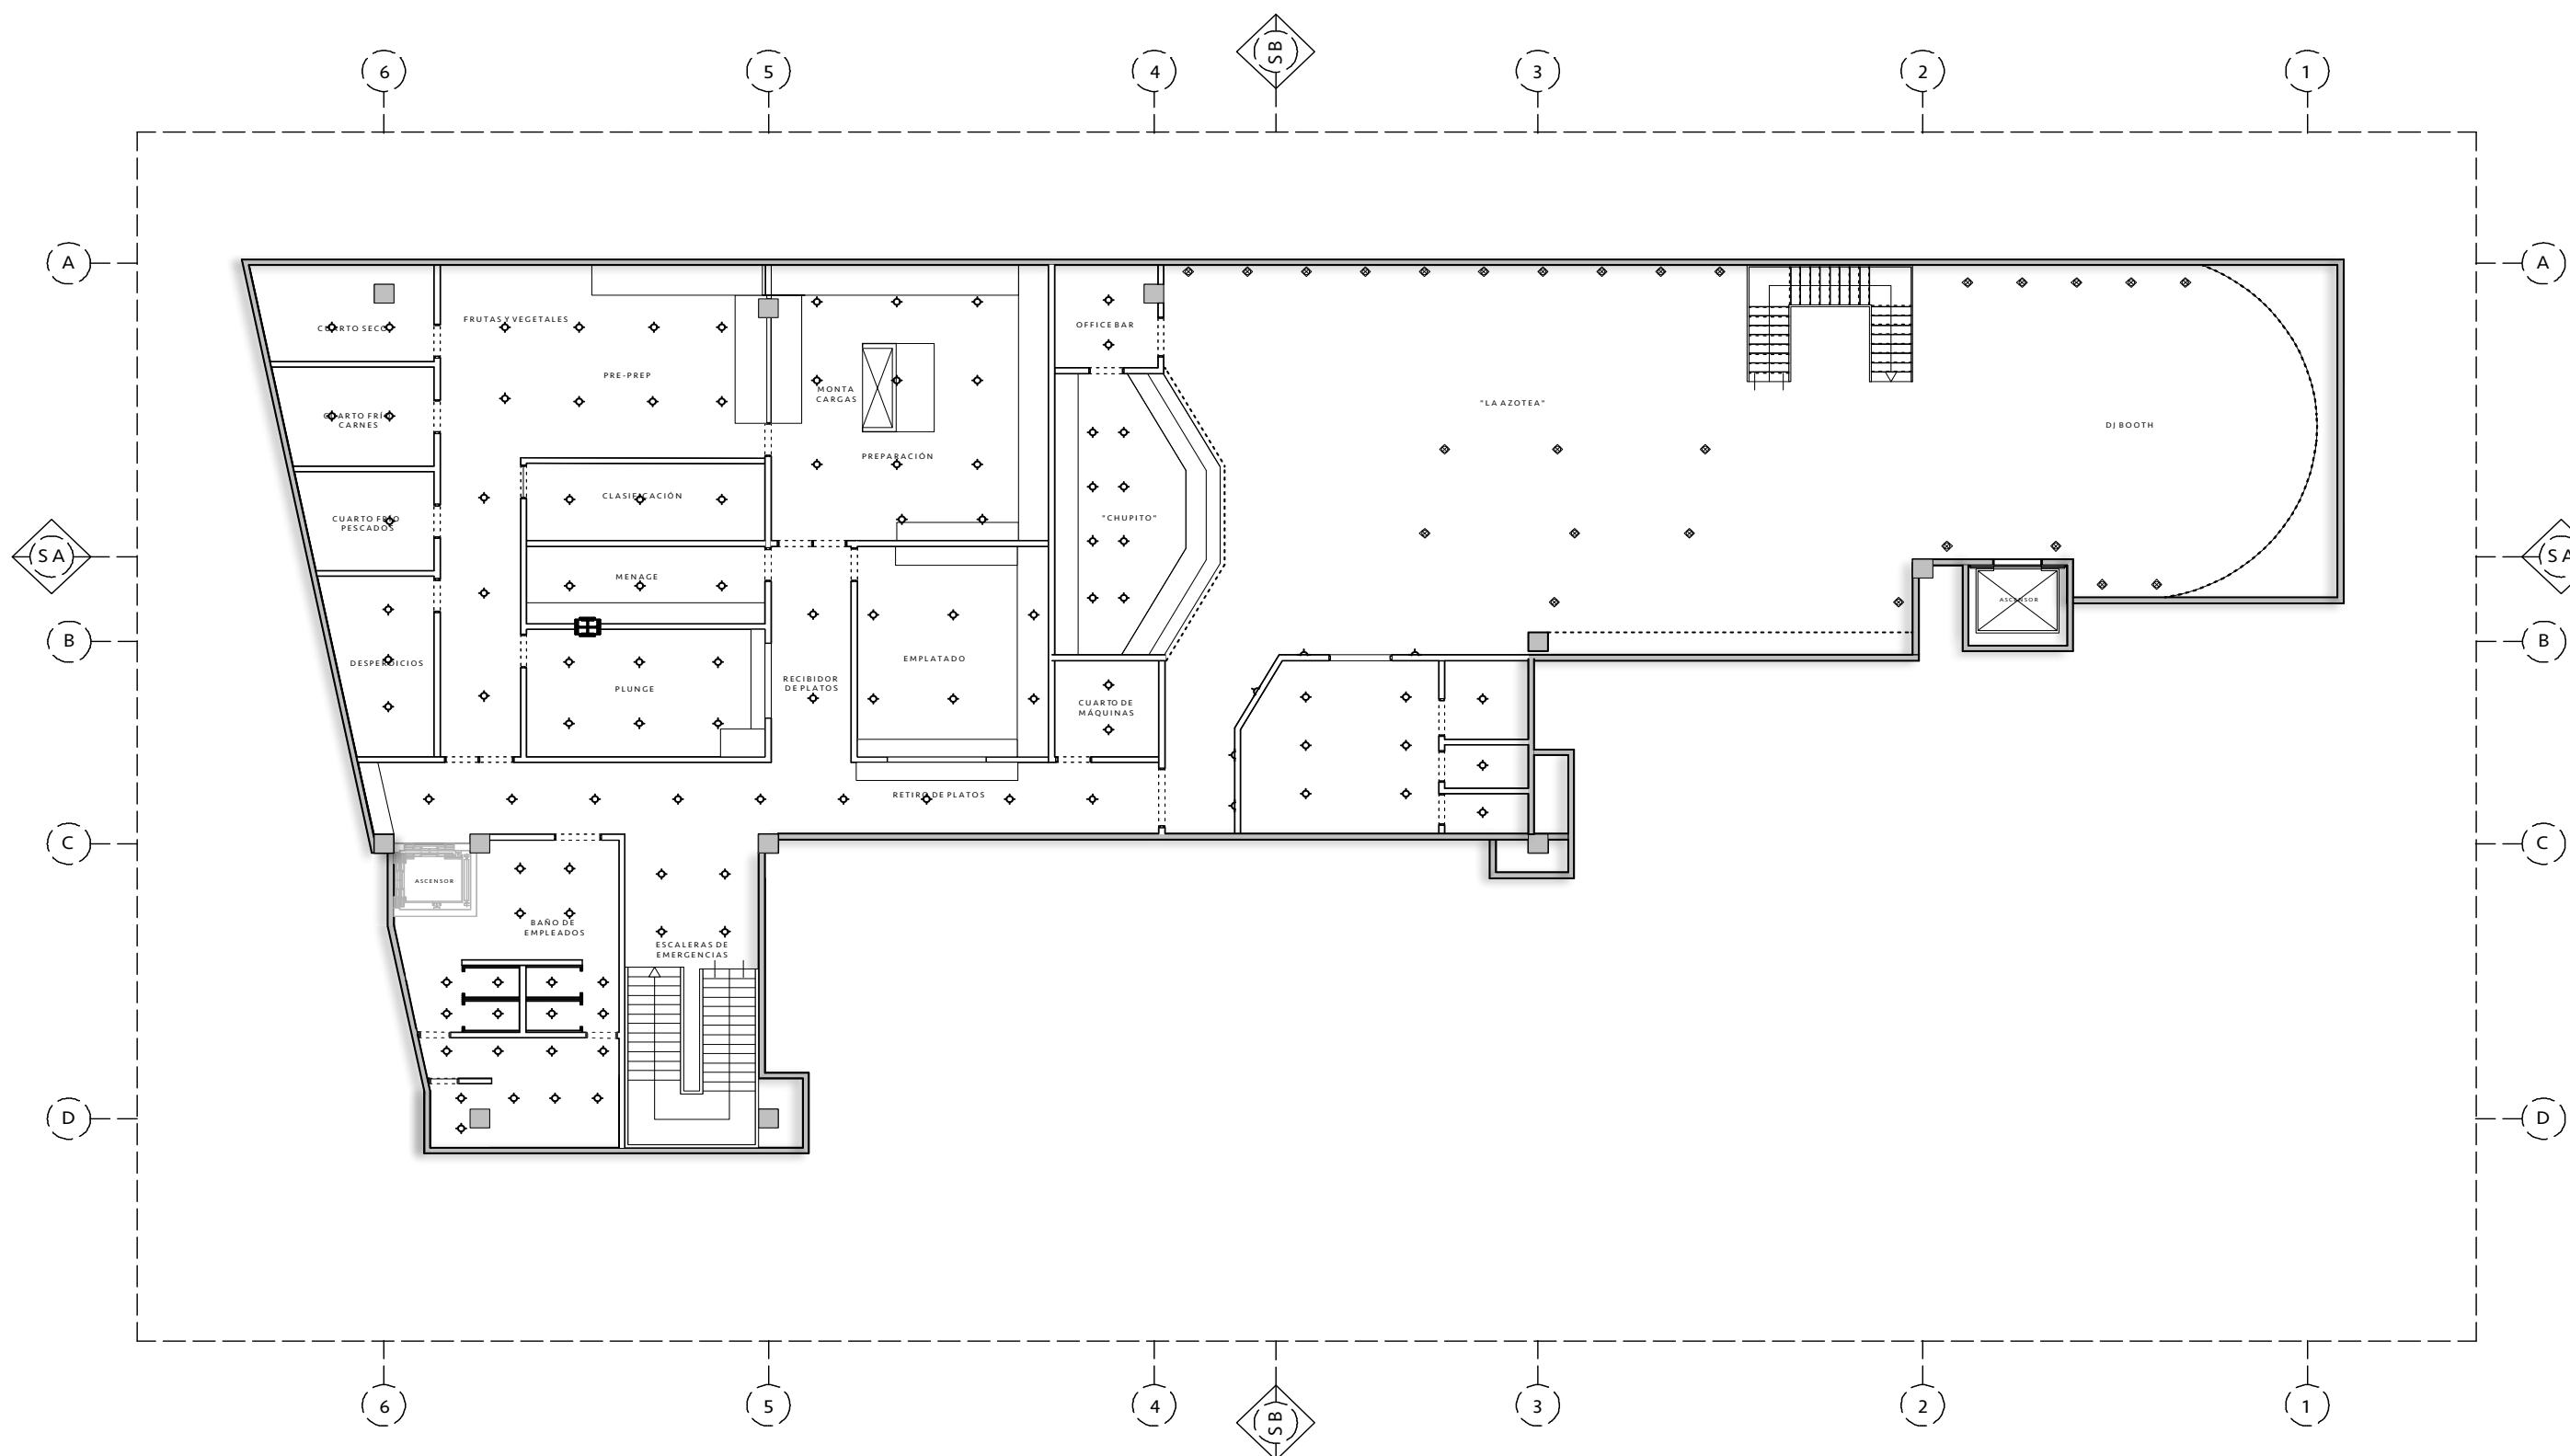 SB
6
5
4
3
2
1
A
A
CUARTO SECO
FRUTAS Y VEGETALES
OFFICE BAR
PRE-PREP
MONTA
CARGAS
"LA AZOTEA"
CUARTO FRÍO
CARNES
DJ BOOTH
PREPARACIÓN
CLASIFICACIÓN
CUARTO FRÍO
PESCADOS
"CHUPITO"
SA
SA
MENAGE
ASCENSOR
B
B
DESPERDICIOS
EMPLATADO
PLUNGE
RECIBIDOR
DE PLATOS
CUARTO DE
MÁQUINAS
RETIRO DE PLATOS
C
C
ASCENSOR
BAÑO DE
EMPLEADOS
ESCALERAS DE
EMERGENCIAS
D
D
6
5
4
SB
3
2
1